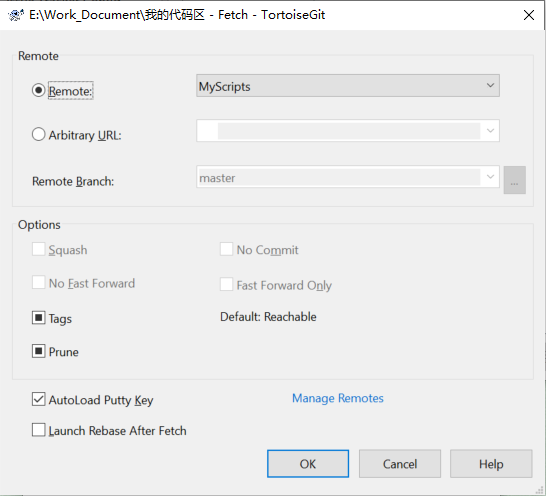 E:\Work_Document\我的代码区 - Fetch - TortoiseGit
Remote
Remote:
MyScripts
Arbitrary URL:
Remote Branch:
master
...
Options
Squash
No Commit
No Fast Forward
Fast Forward Only
Tags
Default: Reachable
Prune
AutoLoad Putty Key
Manage Remotes
Launch Rebase After Fetch
OK
Cancel
Help